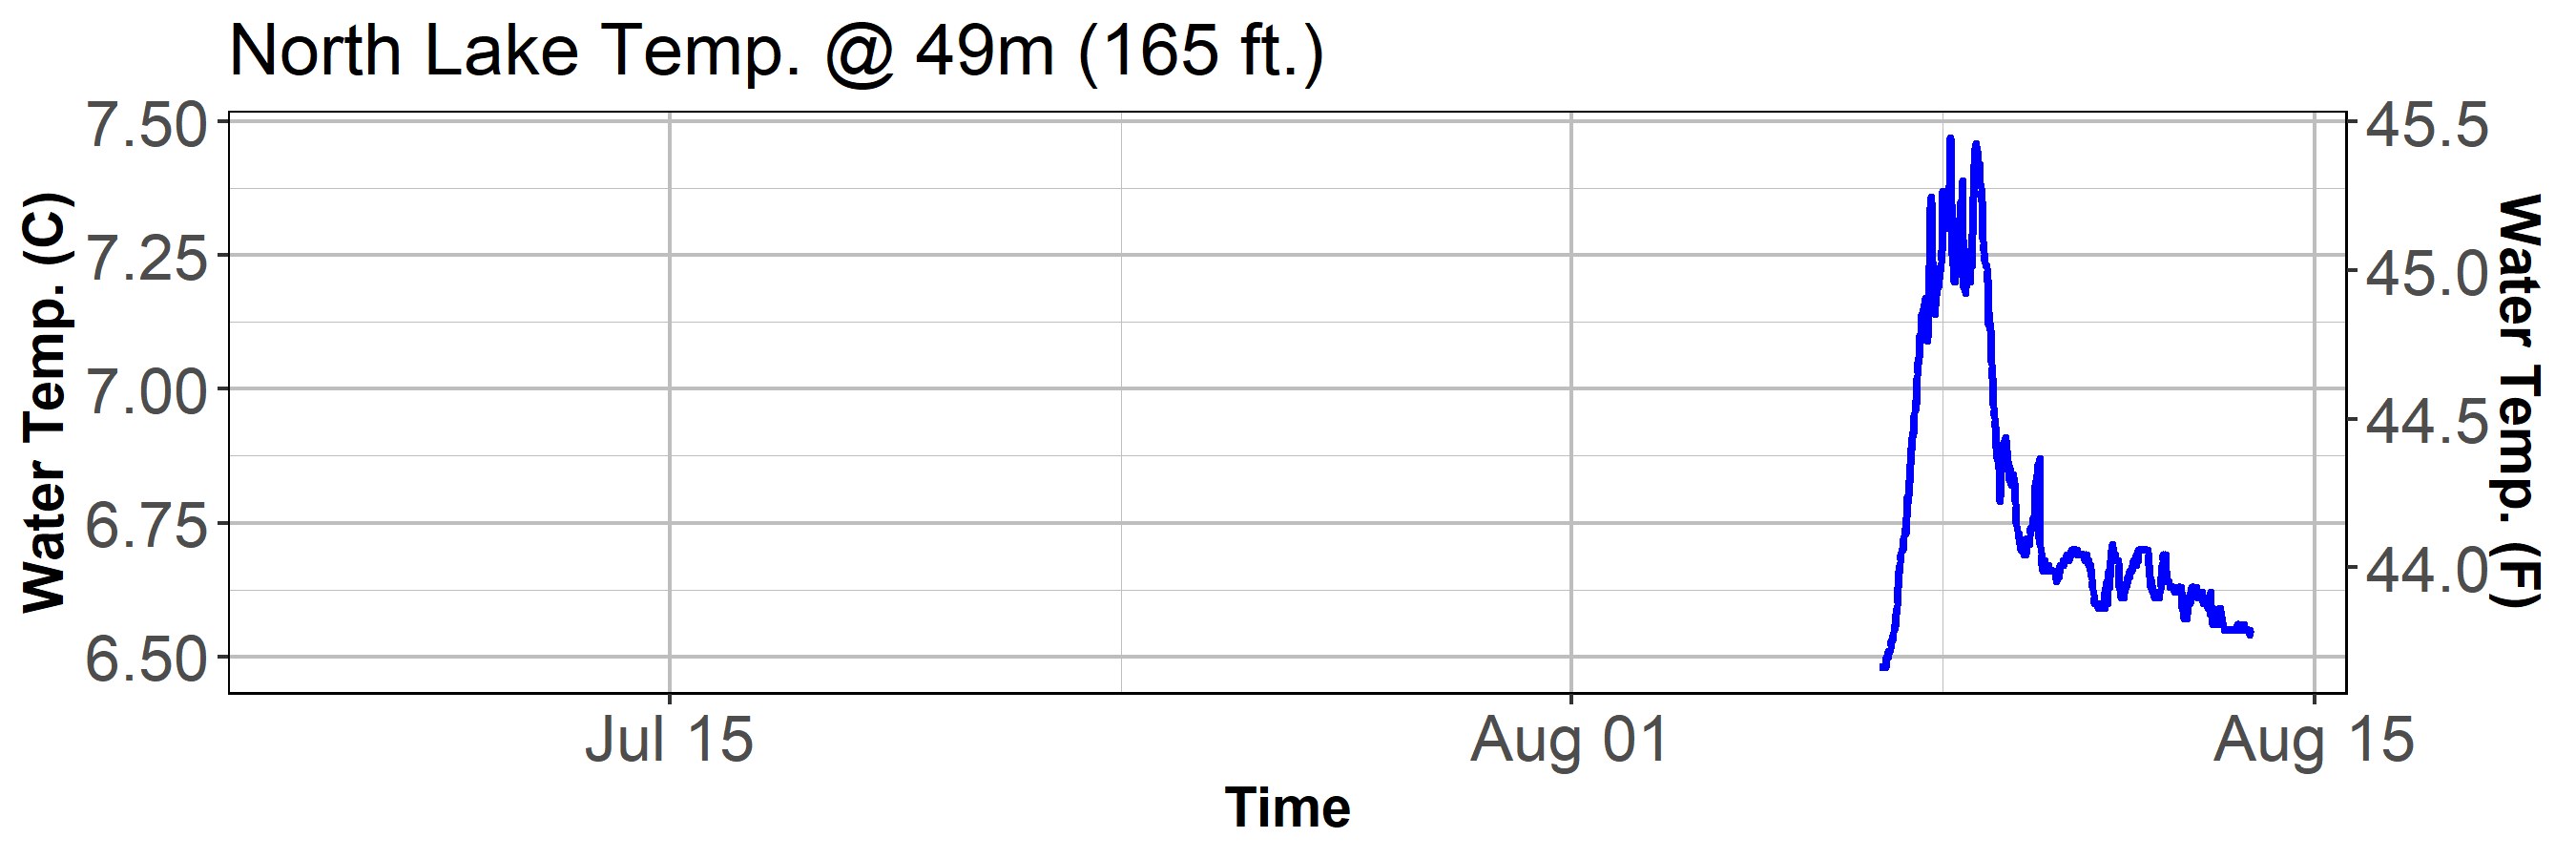 North Lake Temp. @ 49m (165 ft.)
7.50
7.25
7.00
6.75
6.50
Water Temp. (C)
45.5
45.0
44.5
44.0
Water Temp. (F)
Jul 15
Aug 01
Aug 15
Time